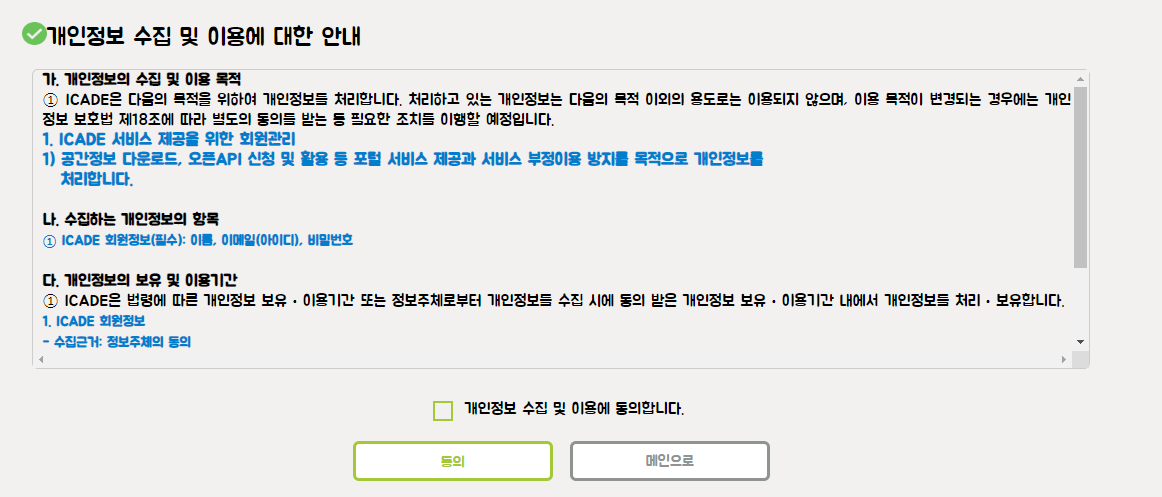 개인정보 수집 및 이용에 대한 안내
가. 개인정보의 수집 및 이용 목적
① ICADE은 다음의 목적을 위하여 개인정보를 처리합니다. 처리하고 있는 개인정보는 다음의 목적 이외의 용도로는 이용되지 않으며, 이용 목적이 변경되는 경우에는 개인
정보 보호법 제18조에 따라 별도의 동의를 받는 등 필요한 조치를 이행할 예정입니다.
1. ICADE 서비스 제공을 위한 회원관리
1) 공간정보 다운로드, 오픈API 신청 및 활용 등 포털 서비스 제공과 서비스 부정이용 방지를 목적으로 개인정보를
처리합니다.
나. 수집하는 개인정보의 항목
① ICADE 회원정보(필수): 이름, 이메일(아이디), 비밀번호
다. 개인정보의 보유 및 이용기간
① ICADE은 법령에 따른 개인정보 보유・이용기간 또는 정보주체로부터 개인정보를 수집 시에 동의 받은 개인정보 보유・이용기간 내에서 개인정보를 처리・보유합니다.
1. ICADE 회원정보
- 수집근거: 정보주체의 동의
개인정보 수집 및 이용에 동의합니다.
동의 메인으로